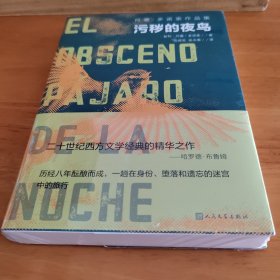 EL
何塞·多诺索作品集
污秽的夜鸟
OBSCENO
PÁJARO
DE LA
二十世纪西方文学经典的精华之作
——哈罗德·布鲁姆
NOCHE
历经八年酝酿而成,一趟在身份、堕落和遗忘的迷宫
中的旅行
人民文学出版社